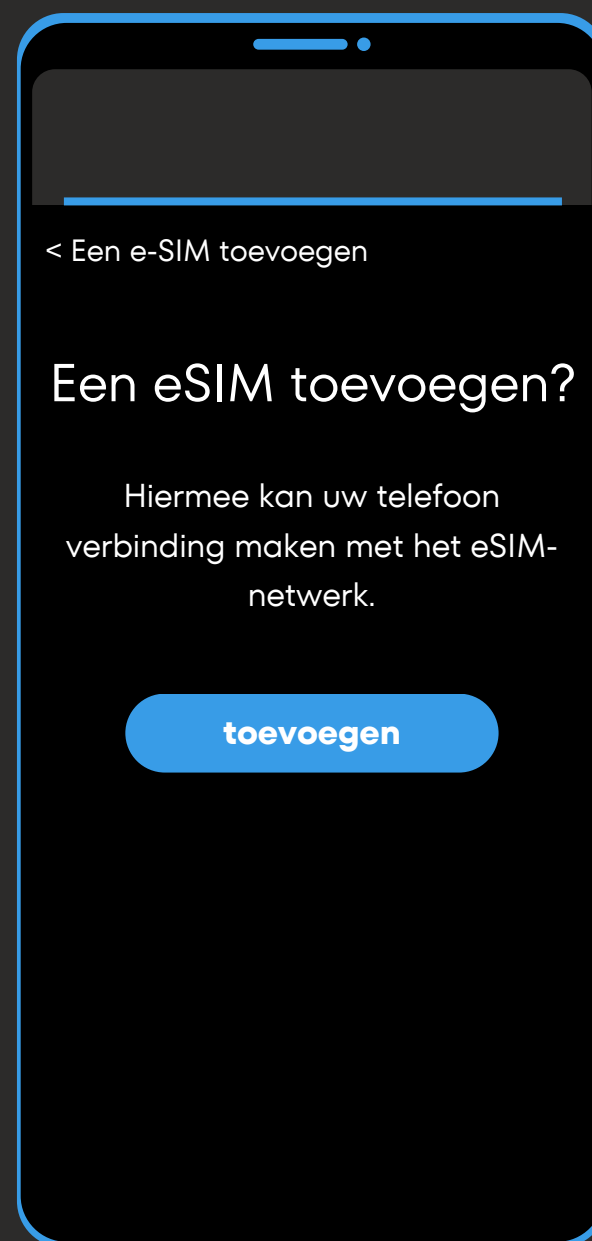 < Een e-SIM toevoegen
Een eSIM toevoegen?
Hiermee kan uw telefoon
verbinding maken met het eSIM-
netwerk.
toevoegen